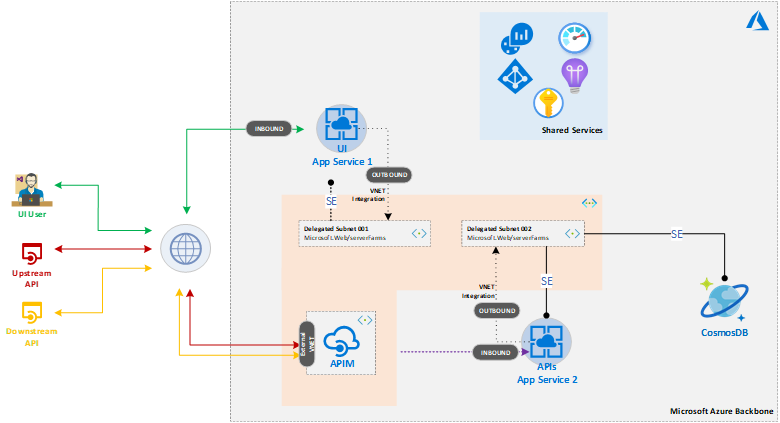 Shared Services
INBOUND
UI
App Service 1
OUTBOUND
VNET
Integration
SE
UI User
Delegated Subnet 001
Microsoft.Web/serverFarms
Delegated Subnet 002
Microsoft.Web/serverFarms
SE
Upstream
API
SE
VNET
Integration
OUTBOUND
Downstream
API
External
VNET
APIM
INBOUND
APIs
App Service 2
CosmosDB
Microsoft Azure Backbone